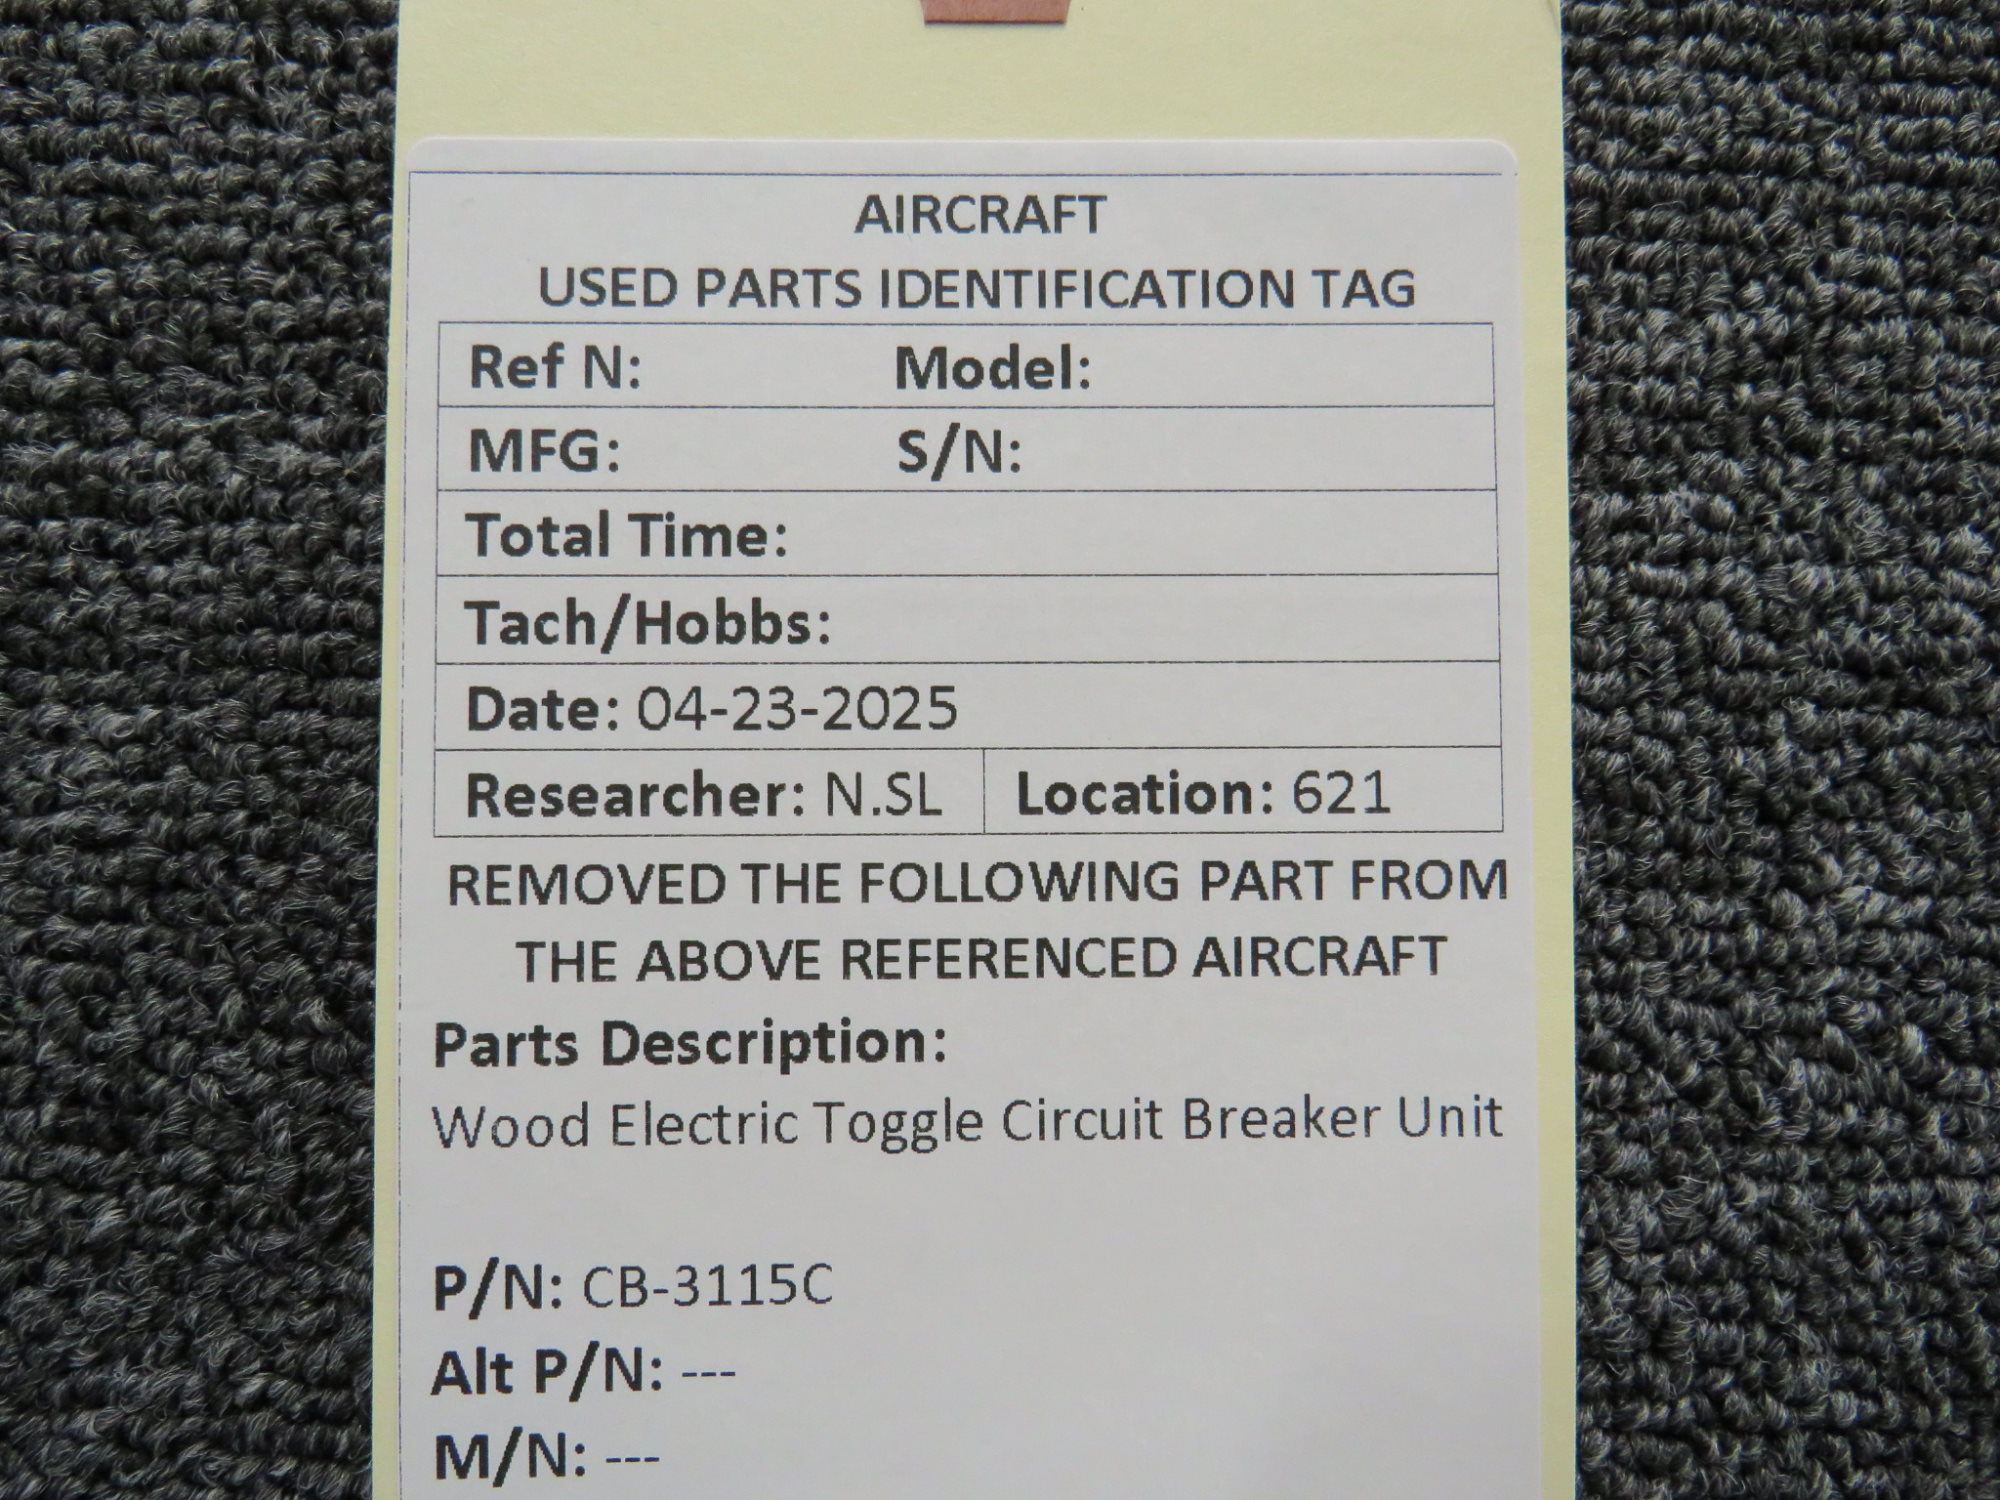 AIRCRAFT
USED PARTS IDENTIFICATION TAG
Ref N: Model:
MFG: S/N:
Total Time:
Tach/Hobbs:
Date: 04-23-2025
Researcher: N.SL Location: 621
REMOVED THE FOLLOWING PART FROM
THE ABOVE REFERENCED AIRCRAFT
Parts Description:
Wood Electric Toggle Circuit Breaker Unit
P/N: CB-3115C
Alt P/N: ---
M/N: ---